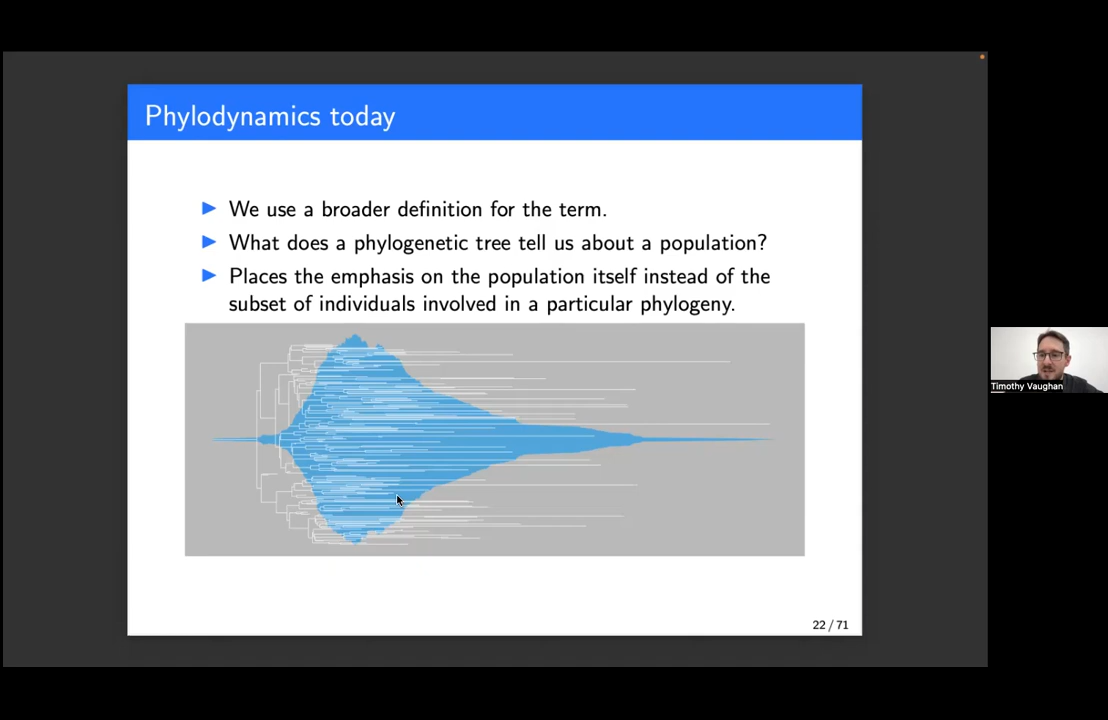 Phylodynamics today
We use a broader definition for the term.
What does a phylogenetic tree tell us about a population?
Places the emphasis on the population itself instead of the
subset of individuals involved in a particular phylogeny.
Timothy Vaughan
22 / 71